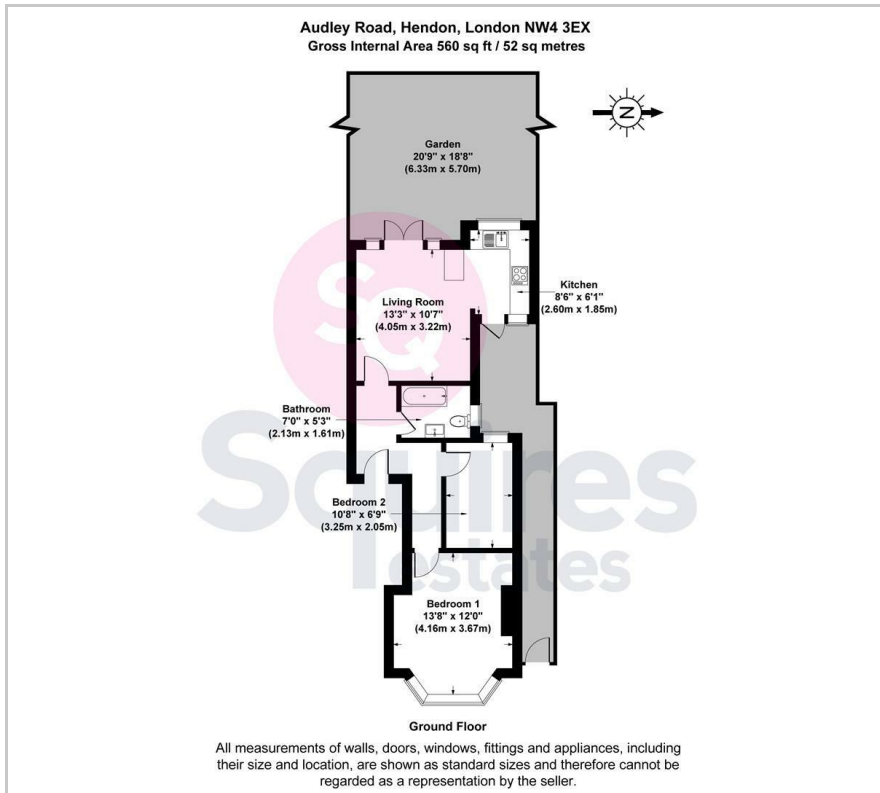 Audley Road, Hendon, London NW4 3EX
Gross Internal Area 560 sq ft / 52 sq metres
N
Garden
20'9" x 18'8"
(6.33m x 5.70m)
Kitchen
8'6" x 6'1"
(2.60m x 1.85m)
Living Room
13'3" x 10'7"
(4.05m x 3.22m)
SQ
Bathroom
7'0" x 5'3"
(2.13m x 1.61m)
Squires
estates
Bedroom 2
10'8" x 6'9"
(3.25m x 2.05m)
Bedroom 1
13'8" x 12'0"
(4.16m x 3.67m)
Ground Floor
All measurements of walls, doors, windows, fittings and appliances, including
their size and location, are shown as standard sizes and therefore cannot be
regarded as a representation by the seller.